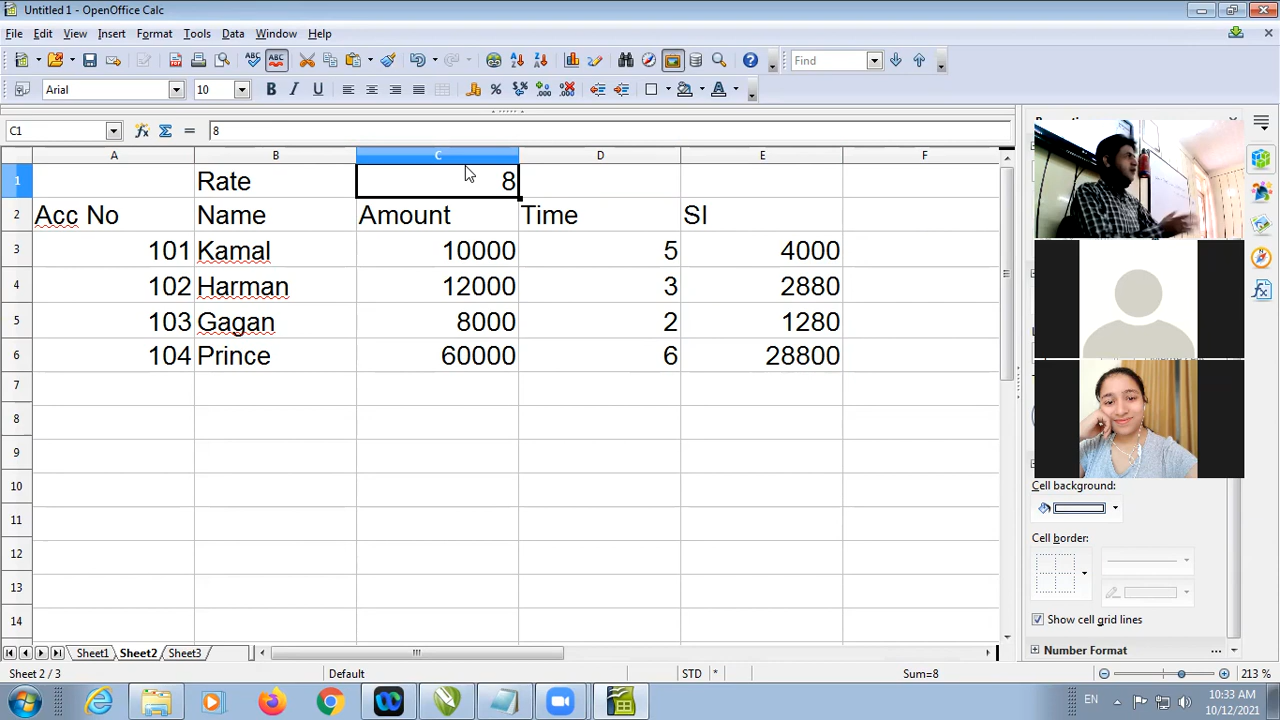 Untitled 1 - OpenOffice Calc
File Edit View Insert Format Tools Data Window Help
ABC ABC Find
Arial 10 B I U
C1 8
A B C D E F
1 Rate 8
2 Acc No Name Amount Time SI
3 101 Kamal 10000 5 4000
4 102 Harman 12000 3 2880
5 103 Gagan 8000 2 1280
6 104 Prince 60000 6 28800
7
8
9
10
11
12
13
14
Cell background:
Cell border:
Show cell grid lines
Number Format
Sheet1 Sheet2 Sheet3
Sheet 2 / 3 Default STD * Sum=8 213 %
EN 10:33 AM
10/12/2021